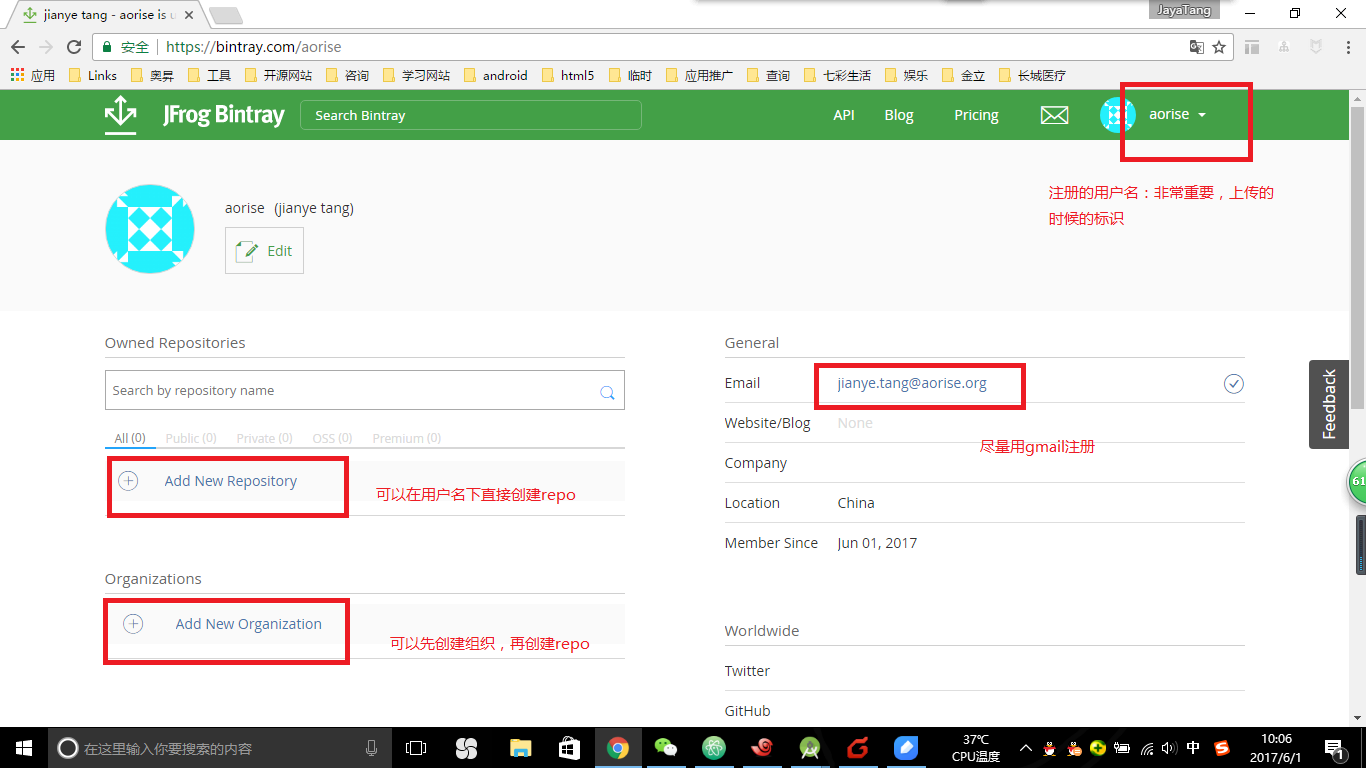 jianye tang - aorise is u
JayaTang
安全
https://bintray.com/aorise
应用 Links 奥昇 工具 开源网站 咨询 学习网站 android html5 临时 应用推广 查询 七彩生活 娱乐 金立 长城医疗
JFrog Bintray
Search Bintray
API Blog Pricing
aorise
注册的用户名：非常重要，上传的
时候的标识
aorise (jianye tang)
Edit
Owned Repositories
Search by repository name
All (0) Public (0) Private (0) OSS (0) Premium (0)
Add New Repository
可以在用户名下直接创建repo
Organizations
Add New Organization
可以先创建组织，再创建repo
General
Email jianye.tang@aorise.org
Website/Blog None
尽量用gmail注册
Company
Location China
Member Since Jun 01, 2017
Worldwide
Twitter
GitHub
Feedback
61
在这里输入你要搜索的内容
37℃
CPU温度
中
10:06
2017/6/1
1